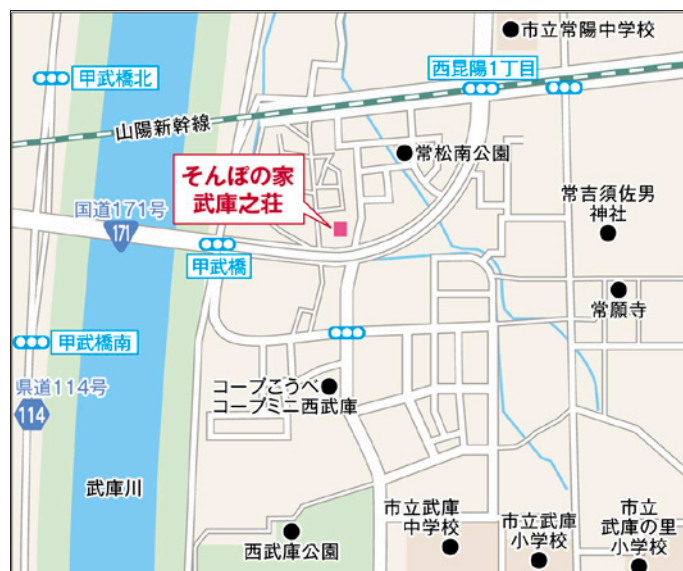 市立常陽中学校
甲武橋北
西昆陽1丁目
山陽新幹線
常松南公園
そんぽの家
武庫之荘
常吉須佐男
神社
国道171号
171
甲武橋
常願寺
甲武橋南
県道114号
114
コープこうべ
コープミニ西武庫
武庫川
西武庫公園
市立武庫
中学校
市立武庫
小学校
市立
武庫の里
小学校